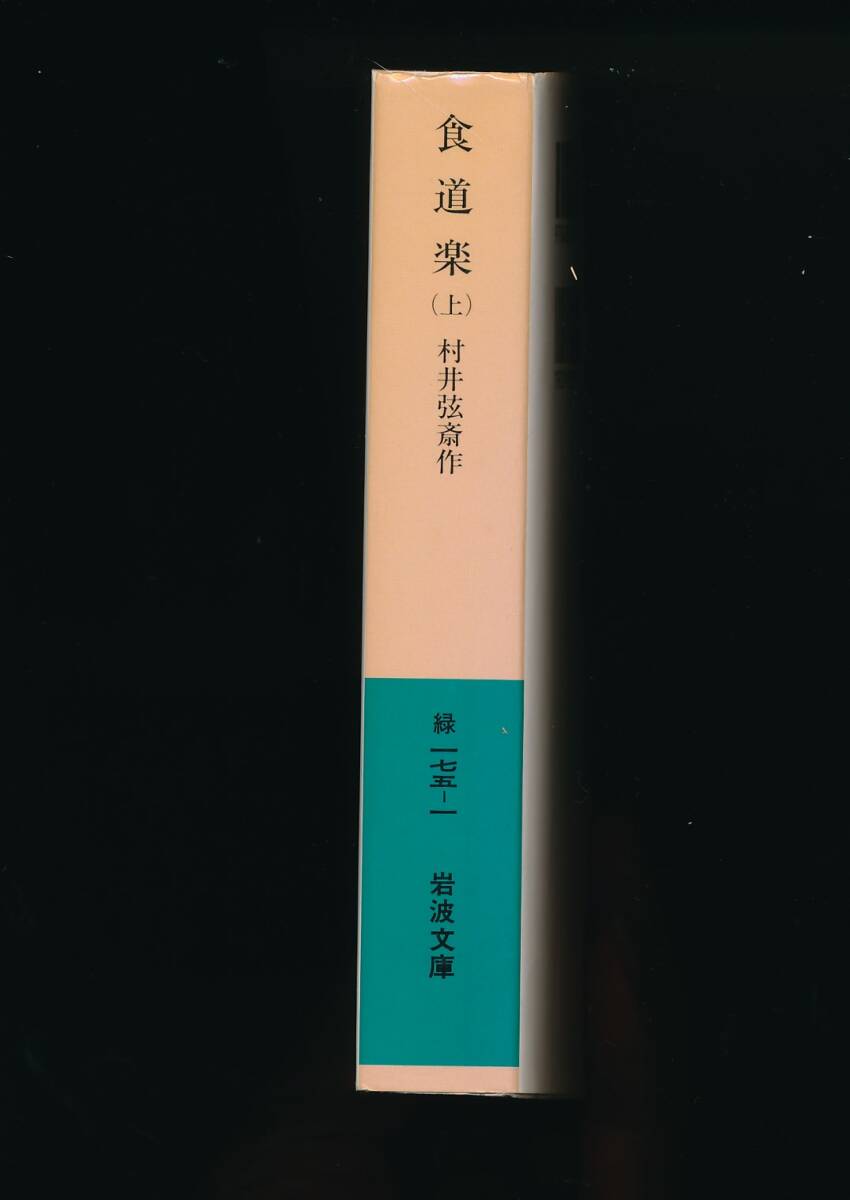 食道楽(上) 村井弦斎作
緑一七五-一
岩波文庫